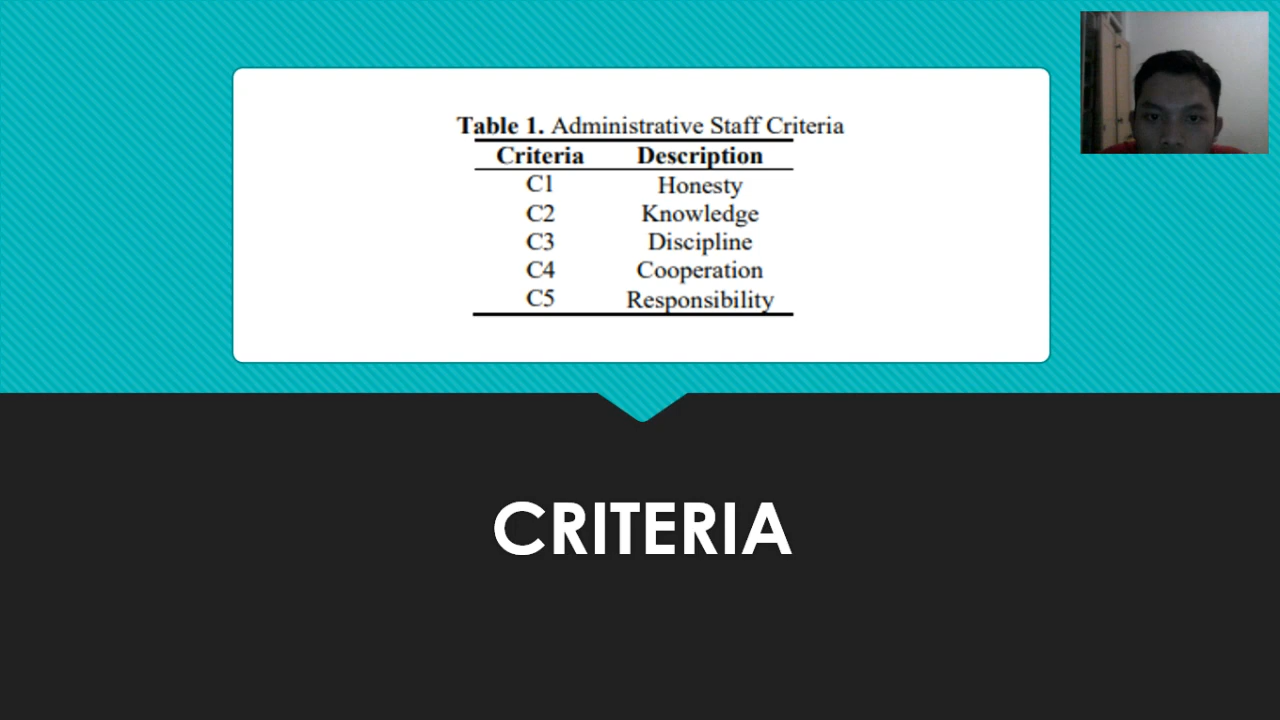 Table 1. Administrative Staff Criteria
Criteria Description
C1 Honesty
C2 Knowledge
C3 Discipline
C4 Cooperation
C5 Responsibility
CRITERIA